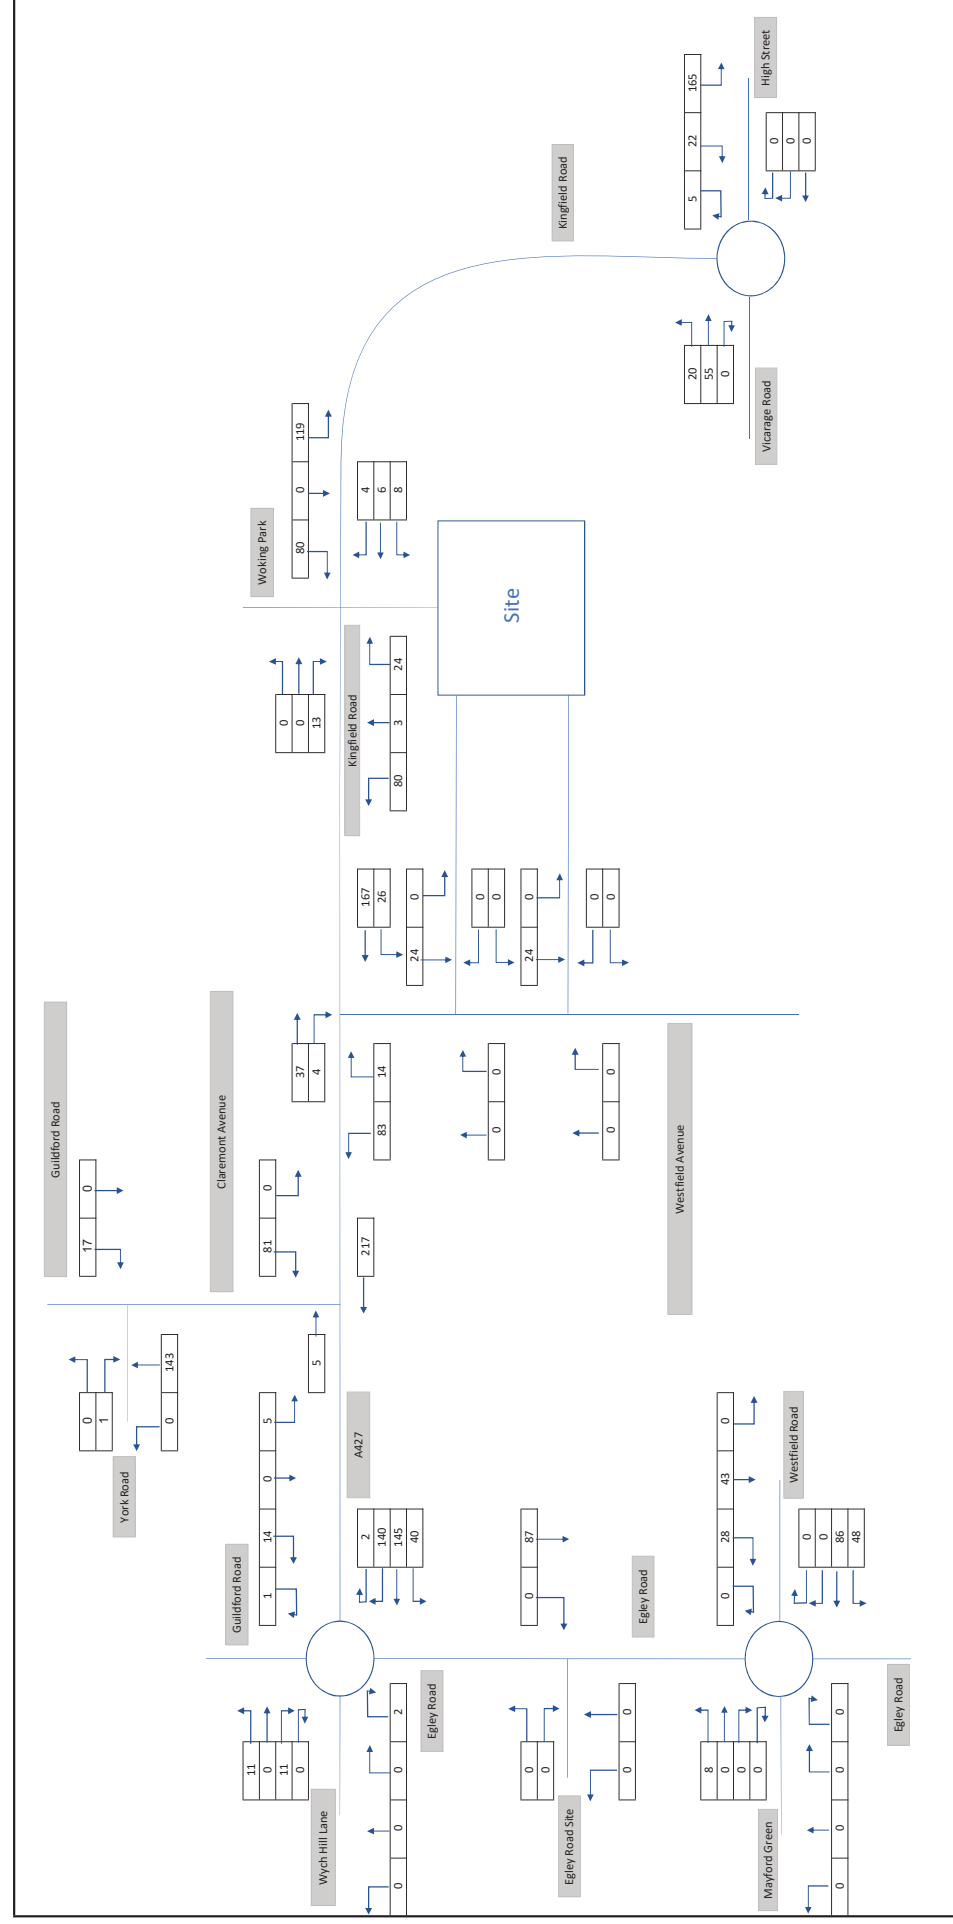 Guildford Road
17 0
0
1
York Road
0 143
Claremont Avenue
Guildford Road
1 14 0 5
81 0
Woking Park
11
0
11
0
0
0
13
80 0 119
37
4
5
Wych Hill Lane
Kingfield Road
A427
2
140
145
40
217
167
26
4
6
8
83 14
0 0 0 2
80 3 24
24 0
Egley Road
0
0
Site
0 0
0
0
0 87
24 0
Kingfield Road
Egley Road Site
0
0
0 0
0 0
Egley Road
Westfield Avenue
20
55
0
5 22 165
8
0
0
0
0 28 43 0
Mayford Green
Vicarage Road
High Street
0
0
0
Westfield Road
0
0
86
48
0 0 0 0
Egley Road